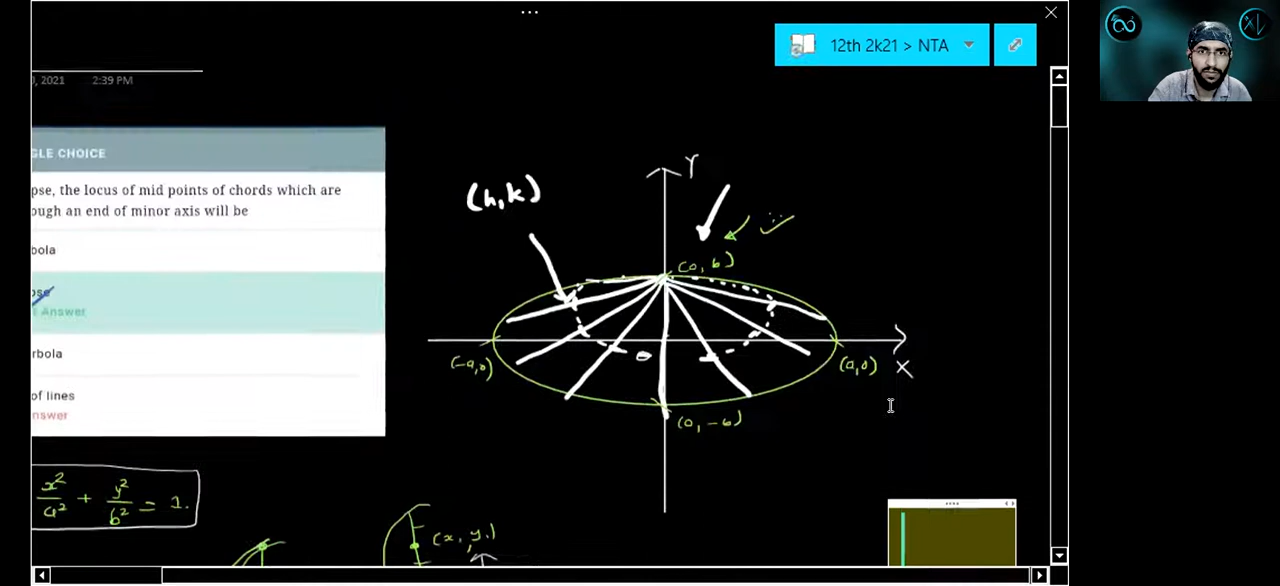 12th 2k21 > NTA
, 2021 2:39 PM
GLE CHOICE
pse, the locus of mid points of chords which are
ough an end of minor axis will be
bola
ose
Answer
rbola
of lines
nswer
Y
(h,k)
(0, b)
(-a,0)
(a,0)
X
(0, -b)
x²/a² + y²/b² = 1.
(x, y,)